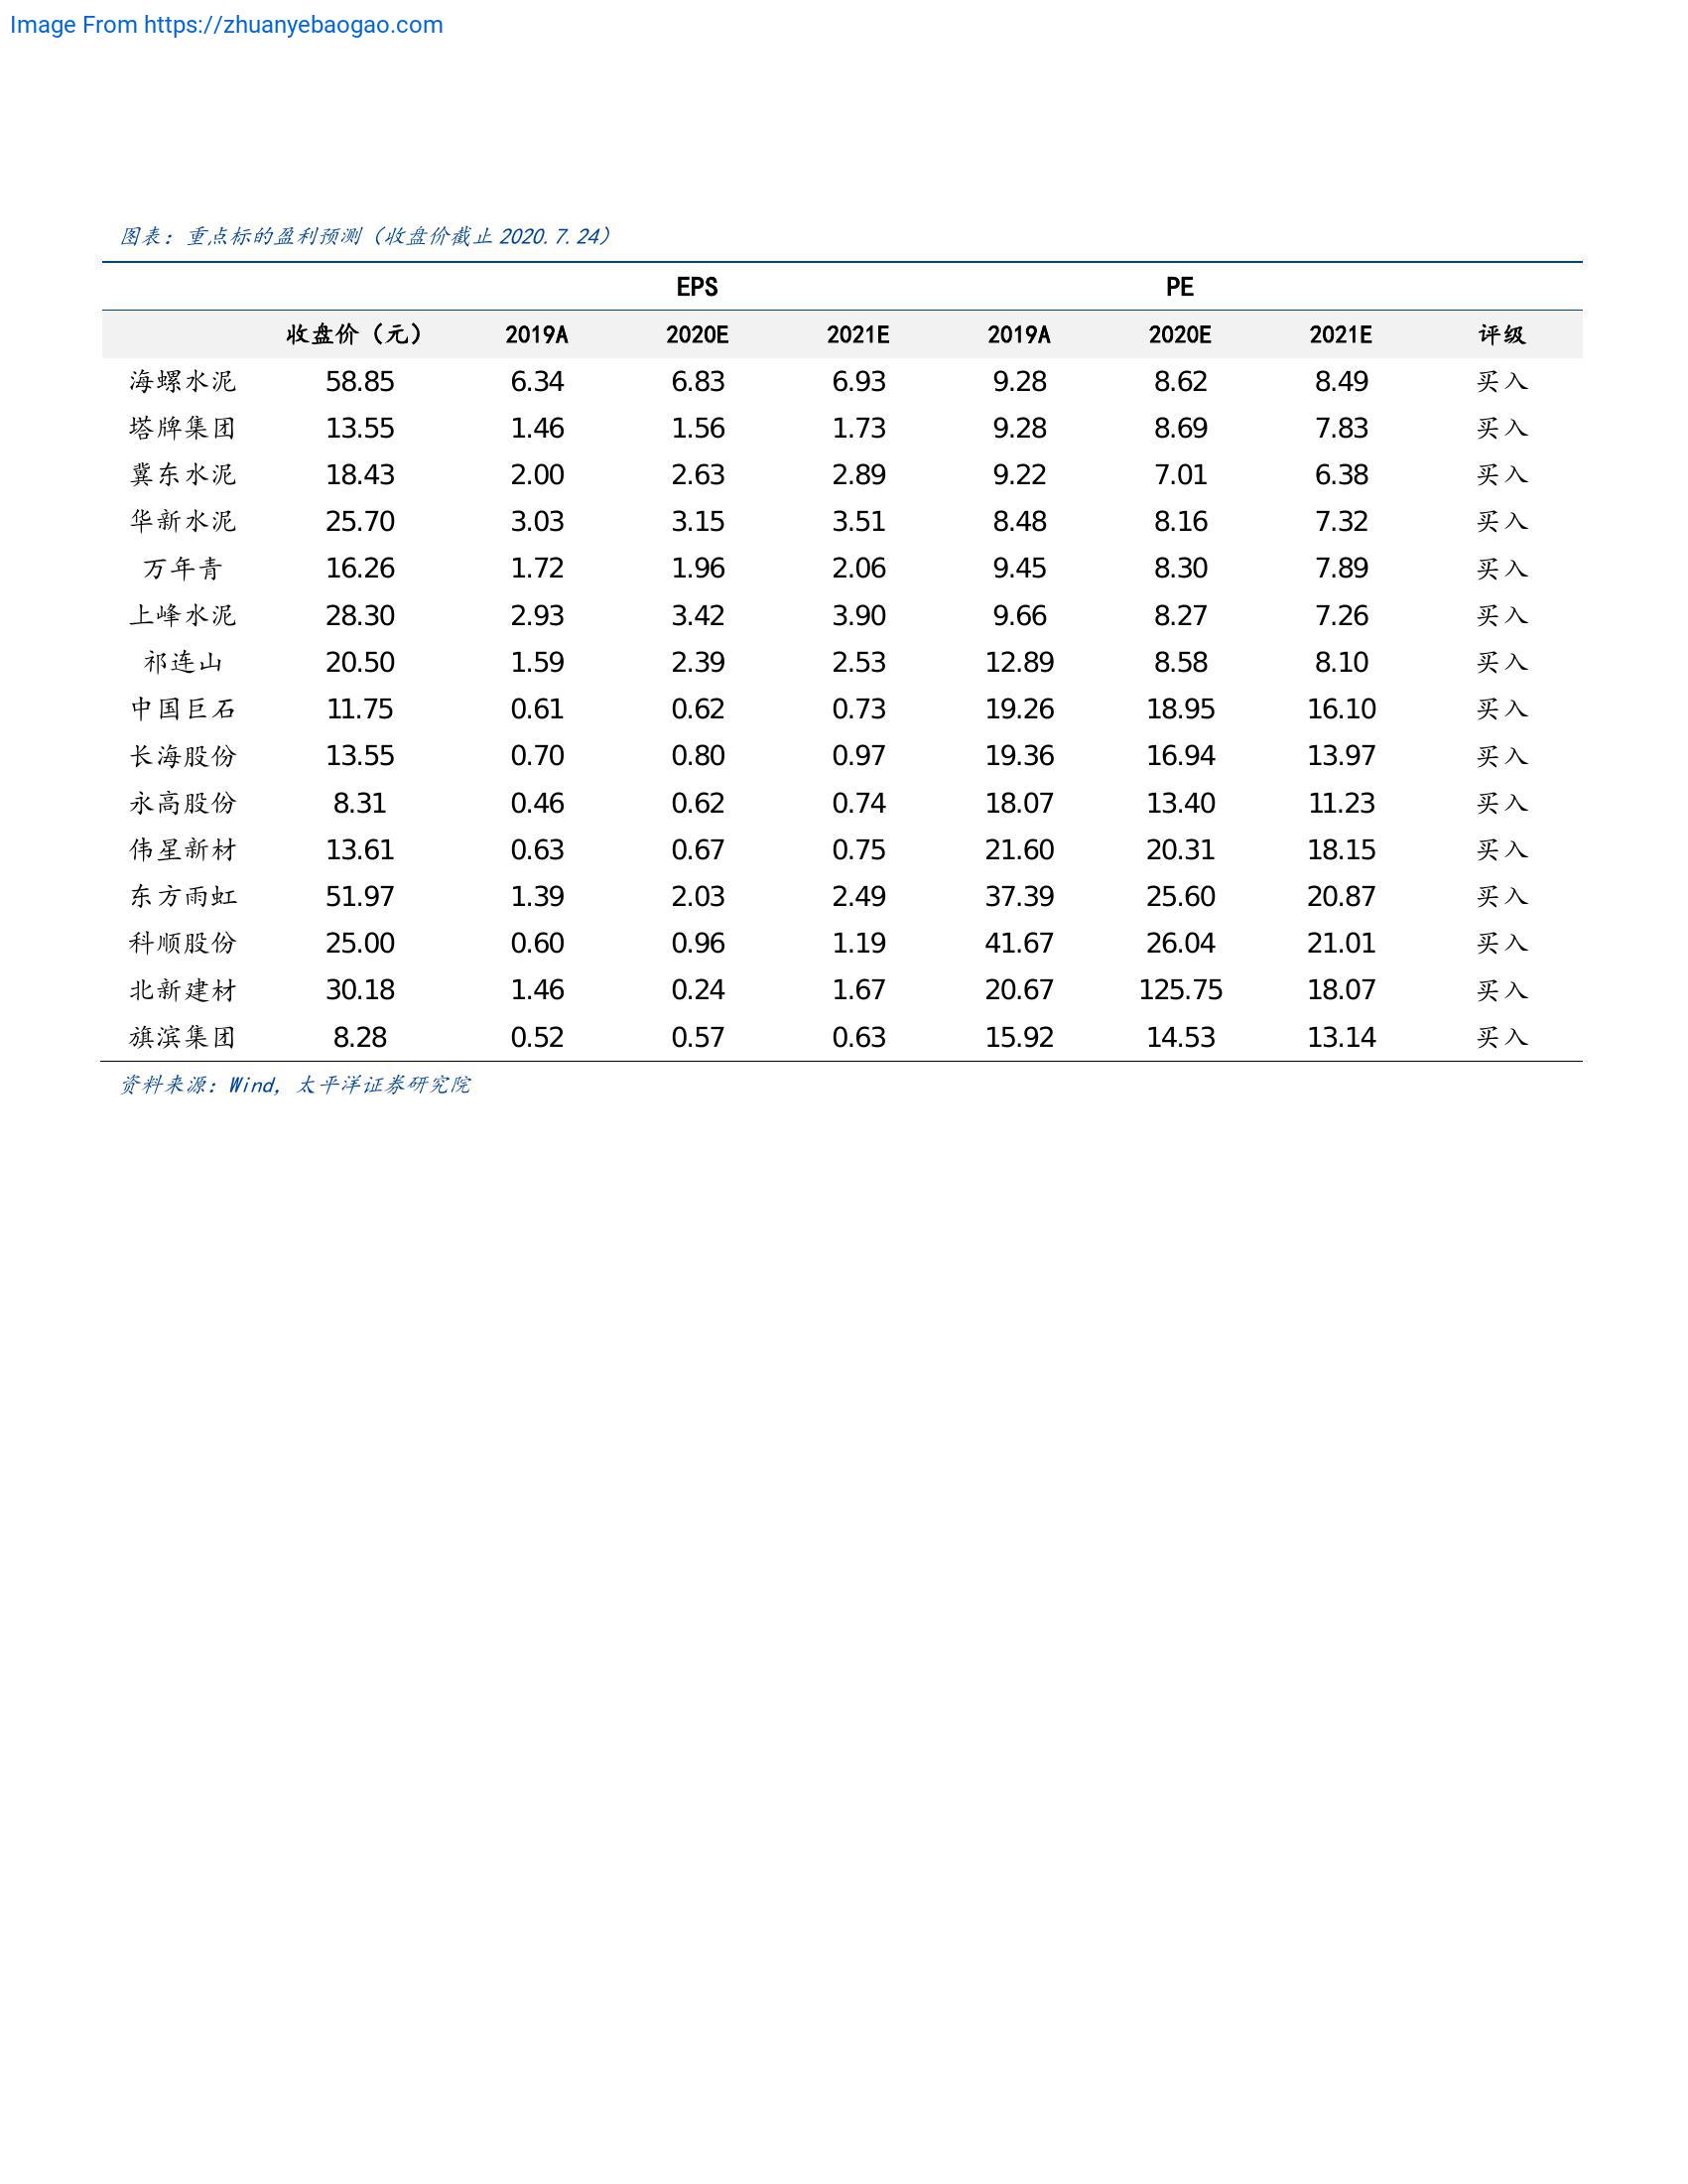 Image From https://zhuanyebaogao.com
图表：重点标的盈利预测（收盘价截止 2020.7.24）
EPS PE
收盘价（元） 2019A 2020E 2021E 2019A 2020E 2021E 评级
海螺水泥 58.85 6.34 6.83 6.93 9.28 8.62 8.49 买入
塔牌集团 13.55 1.46 1.56 1.73 9.28 8.69 7.83 买入
冀东水泥 18.43 2.00 2.63 2.89 9.22 7.01 6.38 买入
华新水泥 25.70 3.03 3.15 3.51 8.48 8.16 7.32 买入
万年青 16.26 1.72 1.96 2.06 9.45 8.30 7.89 买入
上峰水泥 28.30 2.93 3.42 3.90 9.66 8.27 7.26 买入
祁连山 20.50 1.59 2.39 2.53 12.89 8.58 8.10 买入
中国巨石 11.75 0.61 0.62 0.73 19.26 18.95 16.10 买入
长海股份 13.55 0.70 0.80 0.97 19.36 16.94 13.97 买入
永高股份 8.31 0.46 0.62 0.74 18.07 13.40 11.23 买入
伟星新材 13.61 0.63 0.67 0.75 21.60 20.31 18.15 买入
东方雨虹 51.97 1.39 2.03 2.49 37.39 25.60 20.87 买入
科顺股份 25.00 0.60 0.96 1.19 41.67 26.04 21.01 买入
北新建材 30.18 1.46 0.24 1.67 20.67 125.75 18.07 买入
旗滨集团 8.28 0.52 0.57 0.63 15.92 14.53 13.14 买入
资料来源：Wind，太平洋证券研究院